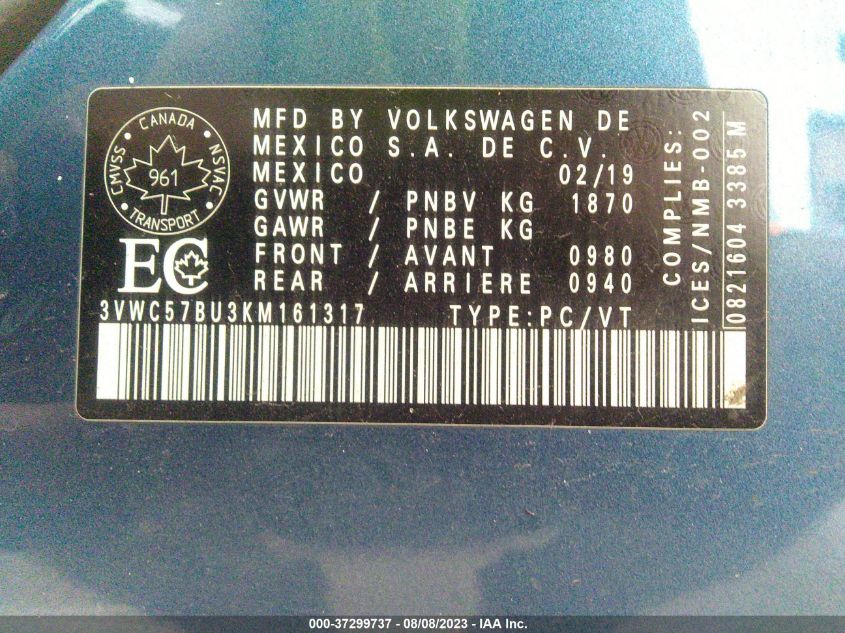 CMVSS CANADA NSVAC
961
TRANSPORT
EC
MFD BY VOLKSWAGEN DE
MEXICO S.A. DE C.V.
MEXICO 02/19
GVWR / PNBV KG 1870
GAWR / PNBE KG
FRONT / AVANT 0980
REAR / ARRIERE 0940
3VWC57BU3KM161317 TYPE:PC/VT
COMPLIES:
ICES/NMB-002
0821604 3385 M
000-37299737 - 08/08/2023 - IAA Inc.